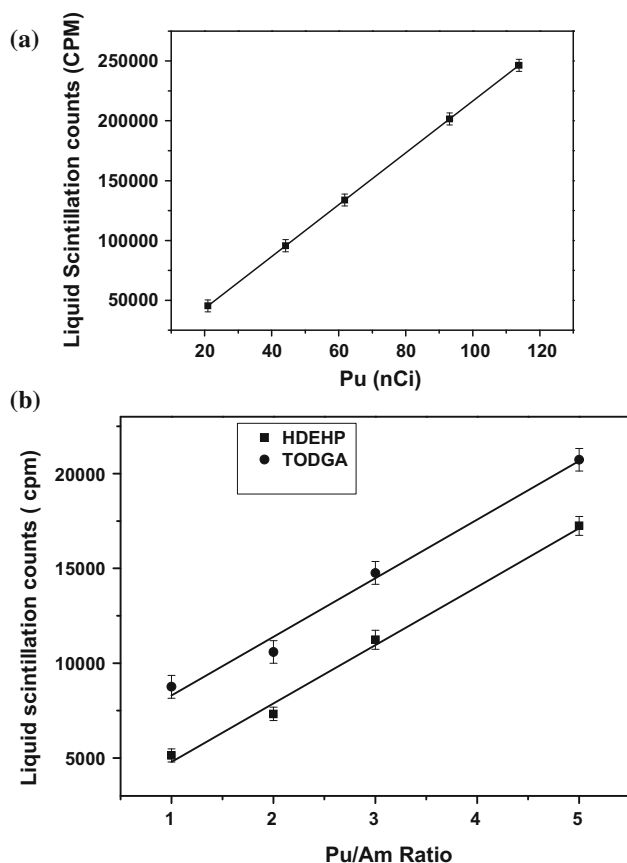 (a)
Liquid Scintillation counts (CPM)
250000
200000
150000
100000
50000
20 40 60 80 100 120
Pu (nCi)
(b)
HDEHP
TODGA
Liquid scintillation counts ( cpm)
20000
15000
10000
5000
1 2 3 4 5
Pu/Am Ratio